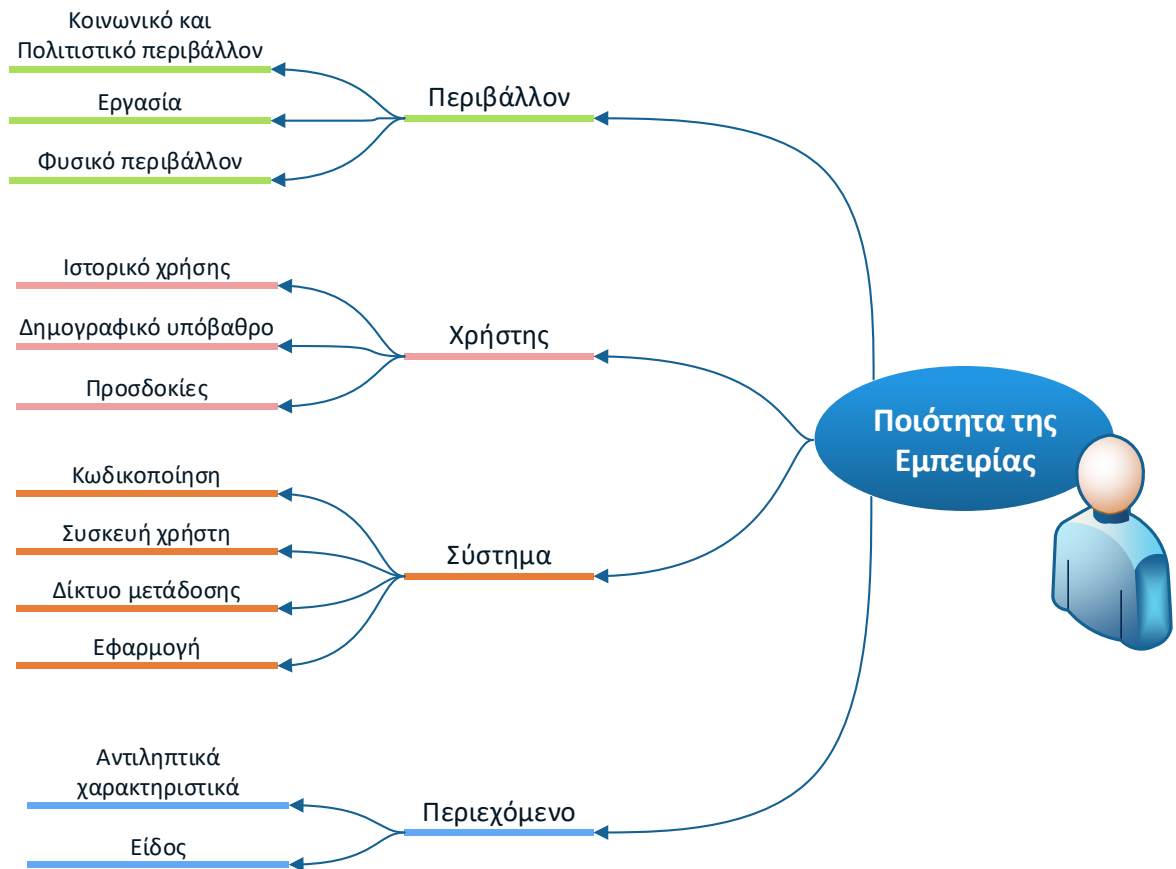 Κοινωνικό και
Πολιτιστικό περιβάλλον
Εργασία
Φυσικό περιβάλλον
Περιβάλλον
Ιστορικό χρήσης
Δημογραφικό υπόβαθρο
Προσδοκίες
Χρήστης
Κωδικοποίηση
Συσκευή χρήστη
Δίκτυο μετάδοσης
Εφαρμογή
Σύστημα
Αντιληπτικά
χαρακτηριστικά
Είδος
Περιεχόμενο
Ποιότητα της
Εμπειρίας